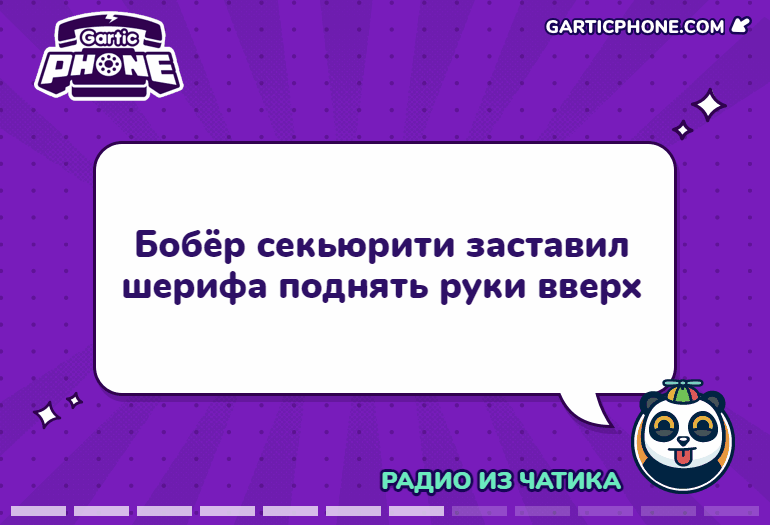 Gartic
PHONE
GARTICPHONE.COM
Бобёр секьюрити заставил
шерифа поднять руки вверх
РАДИО ИЗ ЧАТИКА